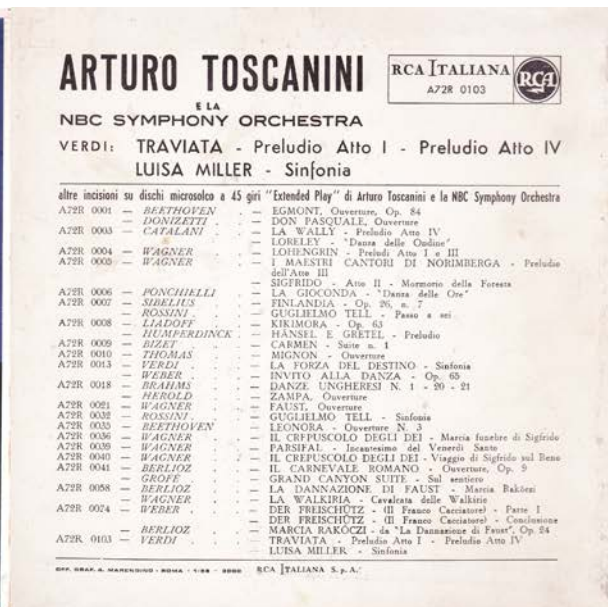 ARTURO TOSCANINI
E LA
NBC SYMPHONY ORCHESTRA
RCA ITALIANA
A72R 0103
RCA
VERDI: TRAVIATA - Preludio Atto I - Preludio Atto IV
LUISA MILLER - Sinfonia
altre incisioni su dischi microsolco a 45 giri "Extended Play" di Arturo Toscanini e la NBC Symphony Orchestra
A72R 0001 — BEETHOVEN — EGMONT, Ouverture, Op. 84
— DONIZETTI — DON PASQUALE, Ouverture
A72R 0003 — CATALANI — LA WALLY - Preludio Atto IV
LORELEY - "Danza delle Ondine"
A72R 0004 — WAGNER — LOHENGRIN - Preludi Atto I e III
A72R 0005 — WAGNER — I MAESTRI CANTORI DI NORIMBERGA - Preludio
dell'Atto III
SIGFRIDO - Atto II - Mormorio della Foresta
A72R 0006 — PONCHIELLI — LA GIOCONDA - "Danza delle Ore"
A72R 0007 — SIBELIUS — FINLANDIA - Op. 26, n. 7
ROSSINI — GUGLIELMO TELL - Passo a sei
A72R 0008 — LIADOFF — KIKIMORA - Op. 63
— HUMPERDINCK — HÄNSEL E GRETEL - Preludio
A72R 0009 — BIZET — CARMEN - Suite n. 1
A72R 0010 — THOMAS — MIGNON - Ouverture
A72R 0013 — VERDI — LA FORZA DEL DESTINO - Sinfonia
— WEBER — INVITO ALLA DANZA - Op. 65
A72R 0018 — BRAHMS — DANZE UNGHERESI N. 1 - 20 - 21
— HEROLD — ZAMPA, Ouverture
A72R 0021 — WAGNER — FAUST, Ouverture
A72R 0032 — ROSSINI — GUGLIELMO TELL - Sinfonia
A72R 0035 — BEETHOVEN — LEONORA - Ouverture N. 3
A72R 0036 — WAGNER — IL CREPUSCOLO DEGLI DEI - Marcia funebre di Sigfrido
A72R 0039 — WAGNER — PARSIFAL - Incantesimo del Venerdì Santo
A72R 0040 — WAGNER — IL CREPUSCOLO DEGLI DEI - Viaggio di Sigfrido sul Reno
A72R 0041 — BERLIOZ — IL CARNEVALE ROMANO - Ouverture, Op. 9
— GROFÉ — GRAND CANYON SUITE - Sul sentiero
A72R 0058 — BERLIOZ — LA DANNAZIONE DI FAUST - Marcia Rakóczi
— WAGNER — LA WALKIRIA - Cavalcata delle Walkirie
A72R 0074 — WEBER — DER FREISCHÜTZ - (Il Franco Cacciatore) - Parte I
DER FREISCHÜTZ - (Il Franco Cacciatore) - Conclusione
— BERLIOZ — MARCIA RAKÓCZI - da "La Dannazione di Faust", Op. 24
A72R 0103 — VERDI — TRAVIATA - Preludio Atto I - Preludio Atto IV
LUISA MILLER - Sinfonia
OFF. GRAF. A. MARENDINO - ROMA RCA ITALIANA S. p. A.